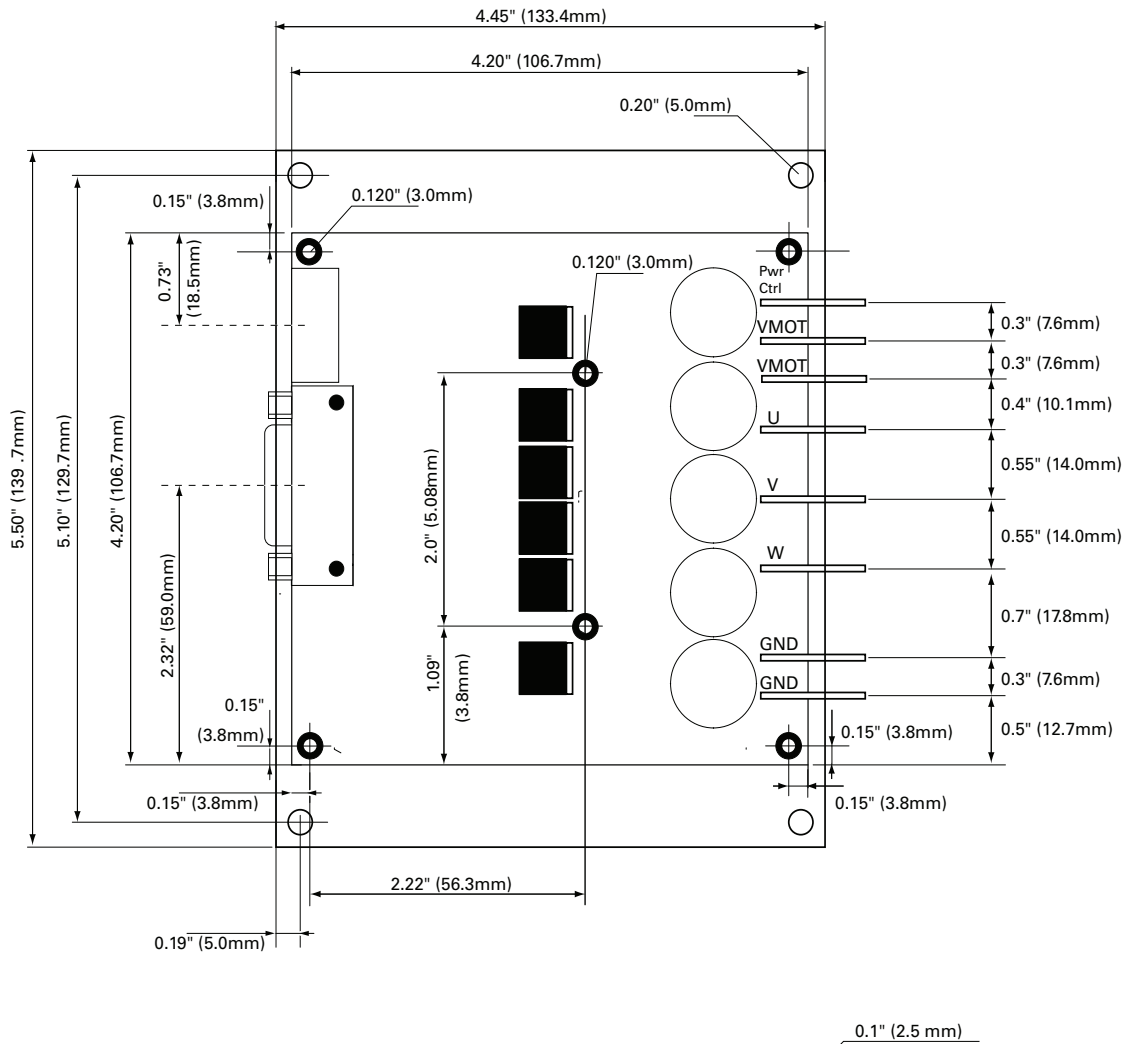 4.45" (133.4mm)
4.20" (106.7mm)
0.20" (5.0mm)
0.15" (3.8mm)
0.120" (3.0mm)
0.73"
(18.5mm)
0.120" (3.0mm)
Pwr
Ctrl
VMOT
VMOT
U
V
W
GND
GND
0.3" (7.6mm)
0.3" (7.6mm)
0.4" (10.1mm)
0.55" (14.0mm)
0.55" (14.0mm)
0.7" (17.8mm)
0.3" (7.6mm)
0.5" (12.7mm)
5.50" (139 .7mm)
5.10" (129.7mm)
4.20" (106.7mm)
2.32" (59.0mm)
2.0" (5.08mm)
1.09"
(3.8mm)
0.15"
(3.8mm)
0.15" (3.8mm)
0.15" (3.8mm)
0.15" (3.8mm)
2.22" (56.3mm)
0.19" (5.0mm)
0.1" (2.5 mm)